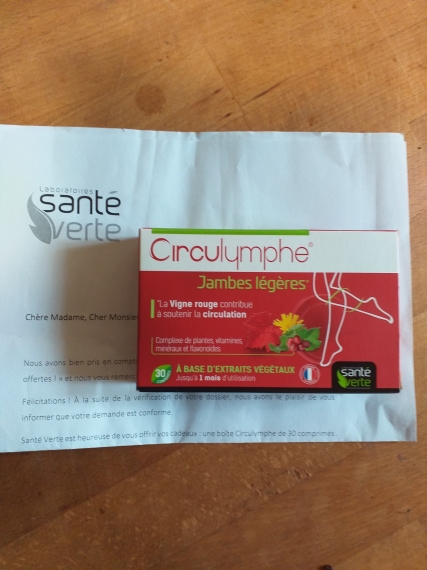 Laboratoires
santé
verte
Circulymphe®
Jambes légères*
*La Vigne rouge contribue
à soutenir la circulation
Complexe de plantes, vitamines,
minéraux et flavonoïdes
30
À BASE D'EXTRAITS VÉGÉTAUX
Jusqu'à 1 mois d'utilisation
santé
verte
Chère Madame, Cher Monsie
Nous avons bien pris en compt
offertes ! » et nous vous remerc
Félicitations ! À la suite de la vérification de votre dossier, nous avons le plaisir de vous
informer que votre demande est conforme.
Santé Verte est heureuse de vous offrir vos cadeaux : une boîte Circulymphe de 30 comprimés